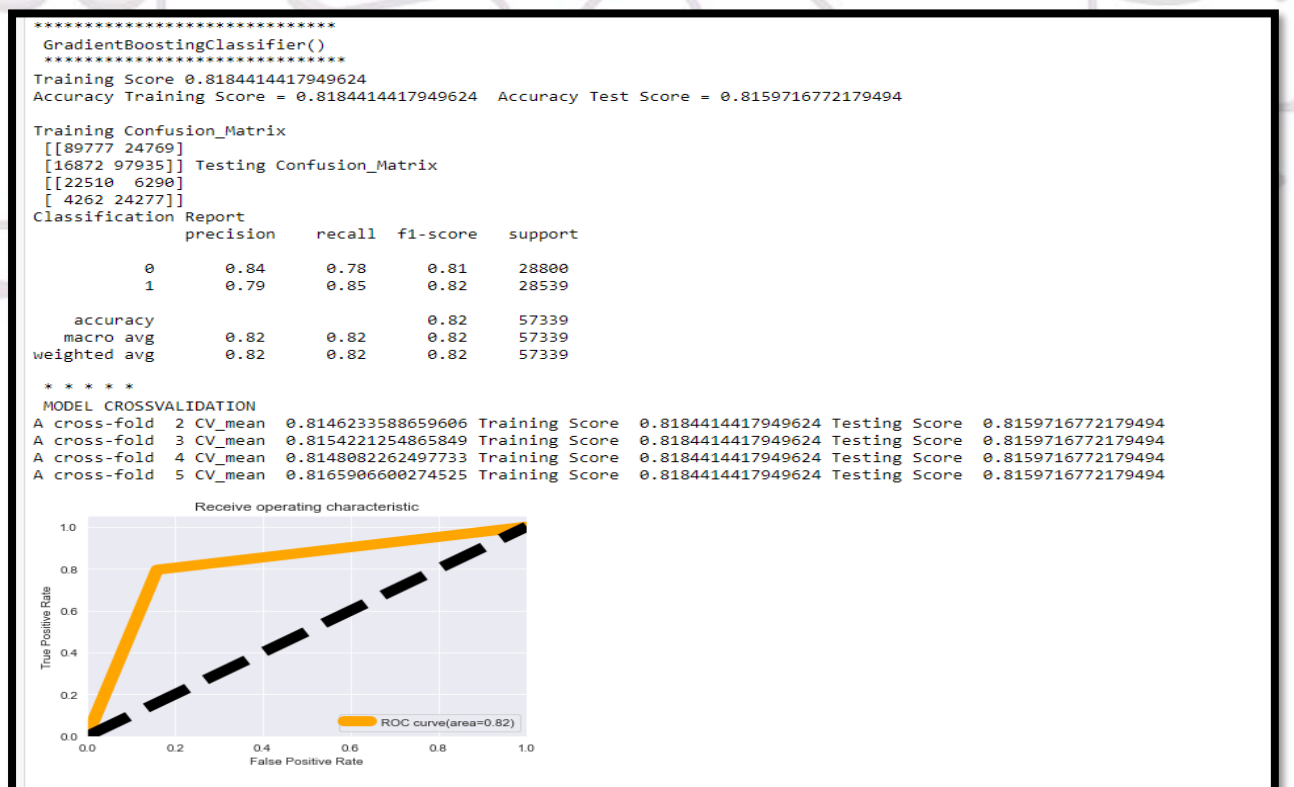 ******************************
GradientBoostingClassifier()
******************************
Training Score 0.8184414417949624
Accuracy Training Score = 0.8184414417949624  Accuracy Test Score = 0.8159716772179494
Training Confusion_Matrix
[[89777 24769]
[16872 97935]] Testing Confusion_Matrix
[[22510  6290]
[ 4262 24277]]
Classification Report
precision    recall  f1-score   support
0       0.84      0.78      0.81     28800
1       0.79      0.85      0.82     28539
accuracy                           0.82     57339
macro avg       0.82      0.82      0.82     57339
weighted avg       0.82      0.82      0.82     57339
* * * * *
MODEL CROSSVALIDATION
A cross-fold  2 CV_mean  0.8146233588659606 Training Score  0.8184414417949624 Testing Score  0.8159716772179494
A cross-fold  3 CV_mean  0.8154221254865849 Training Score  0.8184414417949624 Testing Score  0.8159716772179494
A cross-fold  4 CV_mean  0.8148082262497733 Training Score  0.8184414417949624 Testing Score  0.8159716772179494
A cross-fold  5 CV_mean  0.8165906600274525 Training Score  0.8184414417949624 Testing Score  0.8159716772179494
Receive operating characteristic
1.0
0.8
0.6
0.4
0.2
0.0
True Positive Rate
ROC curve(area=0.82)
0.0 0.2 0.4 0.6 0.8 1.0
False Positive Rate